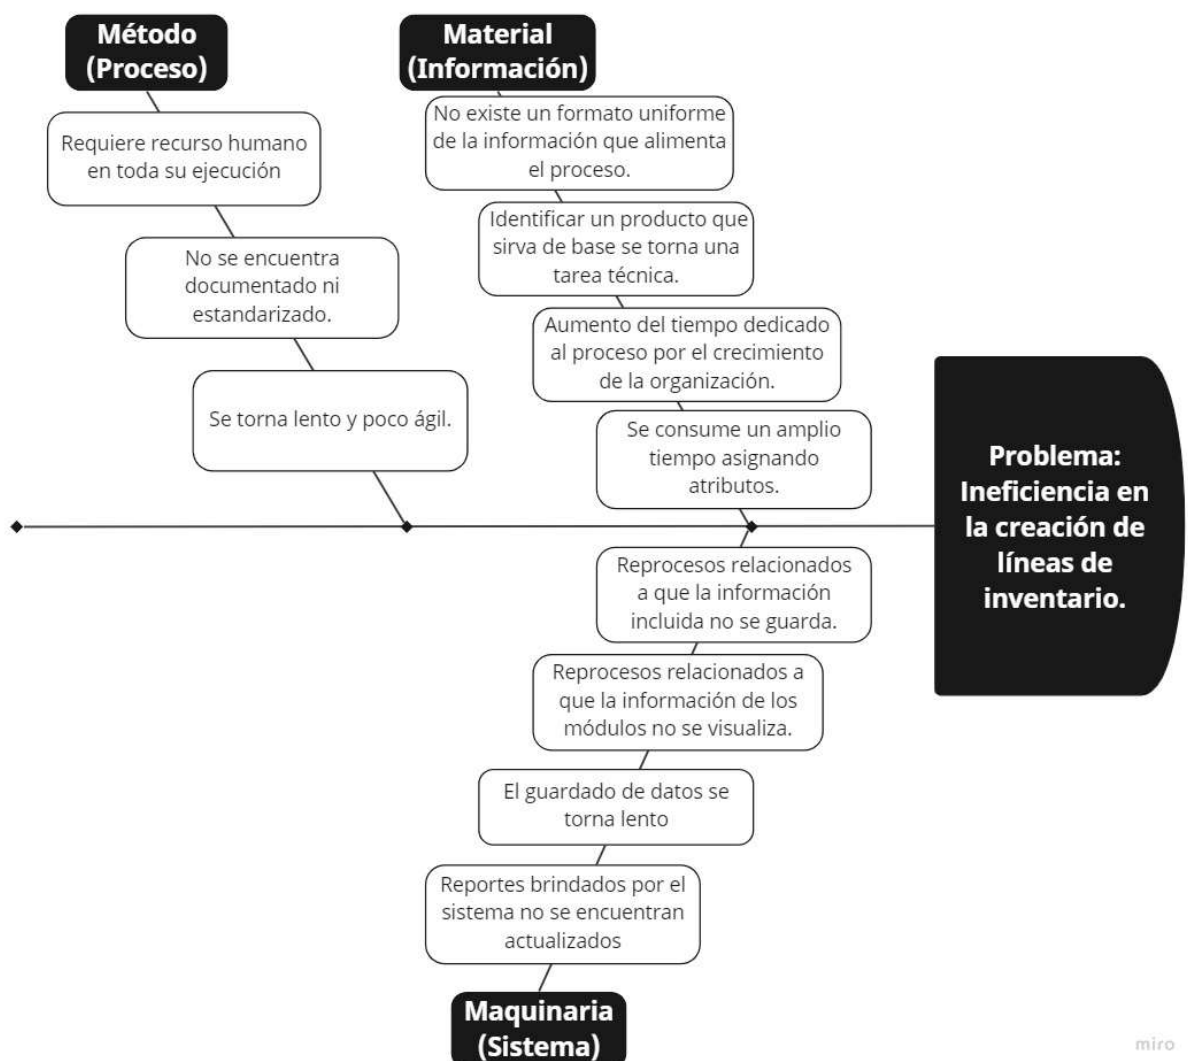 Método
(Proceso)
Requiere recurso humano
en toda su ejecución
No se encuentra
documentado ni
estandarizado.
Se torna lento y poco ágil.
Material
(Información)
No existe un formato uniforme
de la información que alimenta
el proceso.
Identificar un producto que
sirva de base se torna una
tarea técnica.
Aumento del tiempo dedicado
al proceso por el crecimiento
de la organización.
Se consume un amplio
tiempo asignando
atributos.
Problema:
Ineficiencia en
la creación de
líneas de
inventario.
Reprocesos relacionados
a que la información
incluida no se guarda.
Reprocesos relacionados a
que la información de los
módulos no se visualiza.
El guardado de datos se
torna lento
Reportes brindados por el
sistema no se encuentran
actualizados
Maquinaria
(Sistema)
miro